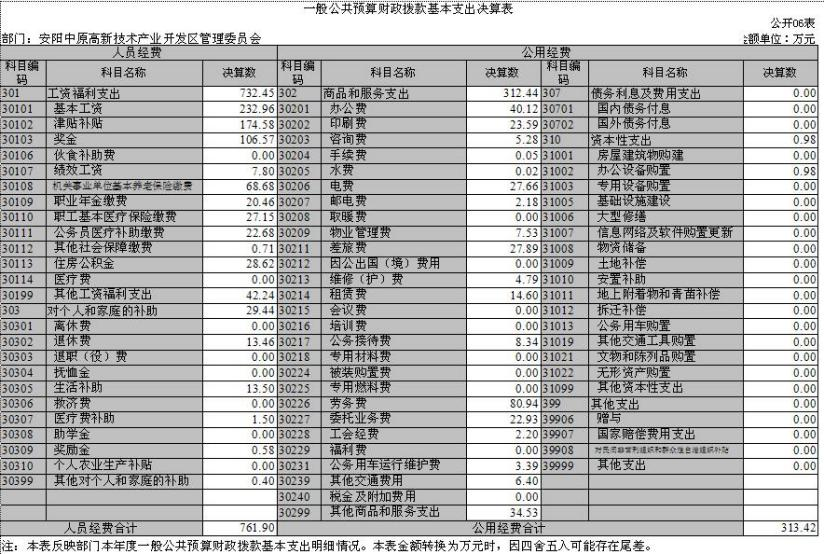 一般公共预算财政拨款基本支出决算表
公开06表
部门：安阳中原高新技术产业开发区管理委员会 金额单位：万元
人员经费 公用经费
科目编码 科目名称 决算数 科目编码 科目名称 决算数 科目编码 科目名称 决算数
301 工资福利支出 732.45 302 商品和服务支出 312.44 307 债务利息及费用支出 0.00
30101 基本工资 232.96 30201 办公费 40.12 30701 国内债务付息 0.00
30102 津贴补贴 174.58 30202 印刷费 23.59 30702 国外债务付息 0.00
30103 奖金 106.57 30203 咨询费 5.28 310 资本性支出 0.98
30106 伙食补助费 0.00 30204 手续费 0.05 31001 房屋建筑物购建 0.00
30107 绩效工资 7.80 30205 水费 0.02 31002 办公设备购置 0.98
30108 机关事业单位基本养老保险缴费 68.68 30206 电费 27.66 31003 专用设备购置 0.00
30109 职业年金缴费 20.46 30207 邮电费 2.18 31005 基础设施建设 0.00
30110 职工基本医疗保险缴费 27.15 30208 取暖费 0.00 31006 大型修缮 0.00
30111 公务员医疗补助缴费 22.68 30209 物业管理费 7.53 31007 信息网络及软件购置更新 0.00
30112 其他社会保障缴费 0.71 30211 差旅费 27.89 31008 物资储备 0.00
30113 住房公积金 28.62 30212 因公出国（境）费用 0.00 31009 土地补偿 0.00
30114 医疗费 0.00 30213 维修（护）费 4.79 31010 安置补助 0.00
30199 其他工资福利支出 42.24 30214 租赁费 14.60 31011 地上附着物和青苗补偿 0.00
303 对个人和家庭的补助 29.44 30215 会议费 0.00 31012 拆迁补偿 0.00
30301 离休费 0.00 30216 培训费 0.00 31013 公务用车购置 0.00
30302 退休费 13.46 30217 公务接待费 8.34 31019 其他交通工具购置 0.00
30303 退职（役）费 0.00 30218 专用材料费 0.00 31021 文物和陈列品购置 0.00
30304 抚恤金 0.00 30224 被装购置费 0.00 31022 无形资产购置 0.00
30305 生活补助 13.50 30225 专用燃料费 0.00 31099 其他资本性支出 0.00
30306 救济费 0.00 30226 劳务费 80.94 399 其他支出 0.00
30307 医疗费补助 1.50 30227 委托业务费 22.93 39906 赠与 0.00
30308 助学金 0.00 30228 工会经费 2.20 39907 国家赔偿费用支出 0.00
30309 奖励金 0.58 30229 福利费 0.00 39908 对民间非营利组织和群众性自治组织补贴 0.00
30310 个人农业生产补贴 0.00 30231 公务用车运行维护费 3.39 39999 其他支出 0.00
30399 其他对个人和家庭的补助 0.40 30239 其他交通费用 6.40
30240 税金及附加费用 0.00
30299 其他商品和服务支出 34.53
人员经费合计 761.90 公用经费合计 313.42
注：本表反映部门本年度一般公共预算财政拨款基本支出明细情况。本表金额转换为万元时，因四舍五入可能存在尾差。